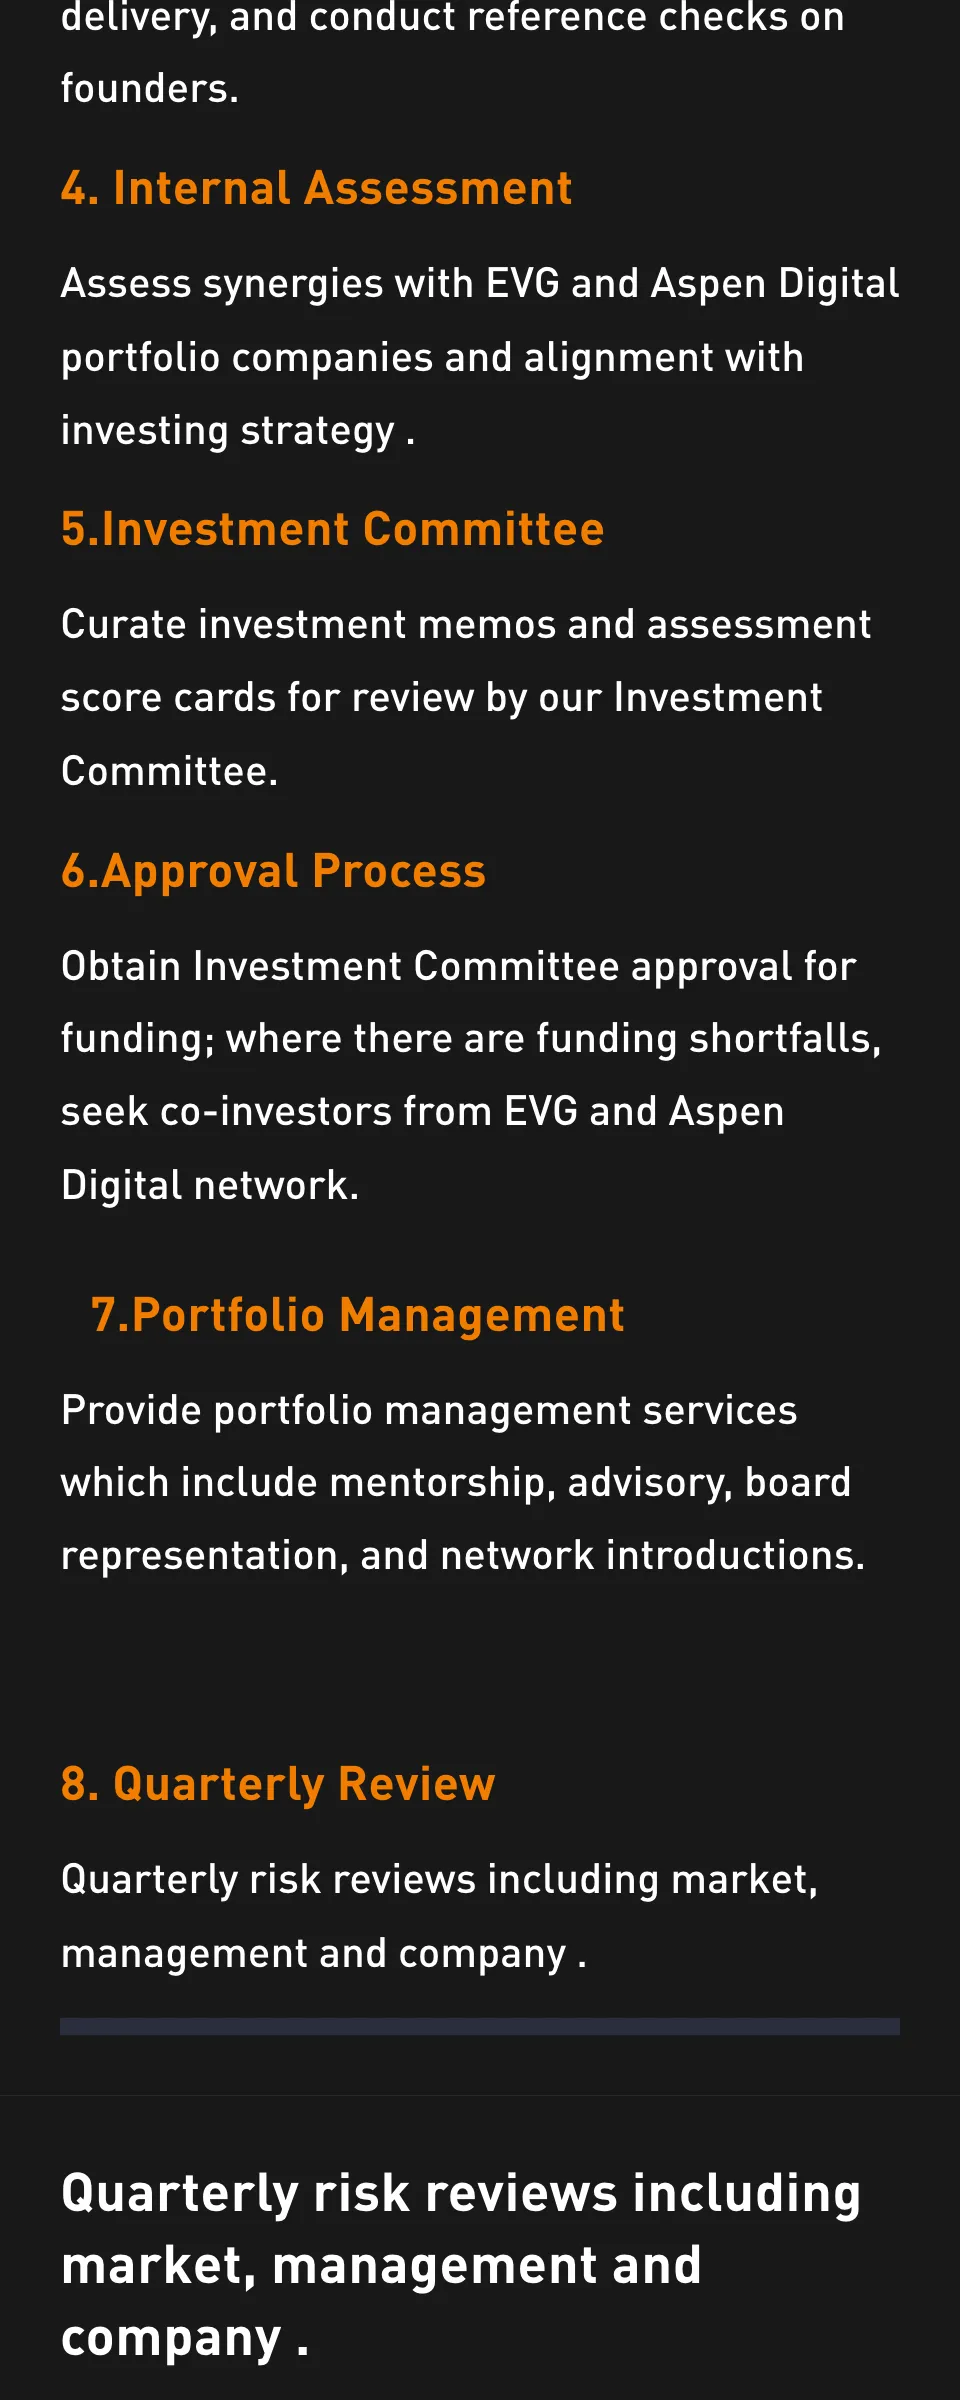 delivery, and conduct reference checks on
founders.
4. Internal Assessment
Assess synergies with EVG and Aspen Digital
portfolio companies and alignment with
investing strategy .
5.Investment Committee
Curate investment memos and assessment
score cards for review by our Investment
Committee.
6.Approval Process
Obtain Investment Committee approval for
funding; where there are funding shortfalls,
seek co-investors from EVG and Aspen
Digital network.
7.Portfolio Management
Provide portfolio management services
which include mentorship, advisory, board
representation, and network introductions.
8. Quarterly Review
Quarterly risk reviews including market,
management and company .
Quarterly risk reviews including
market, management and
company .